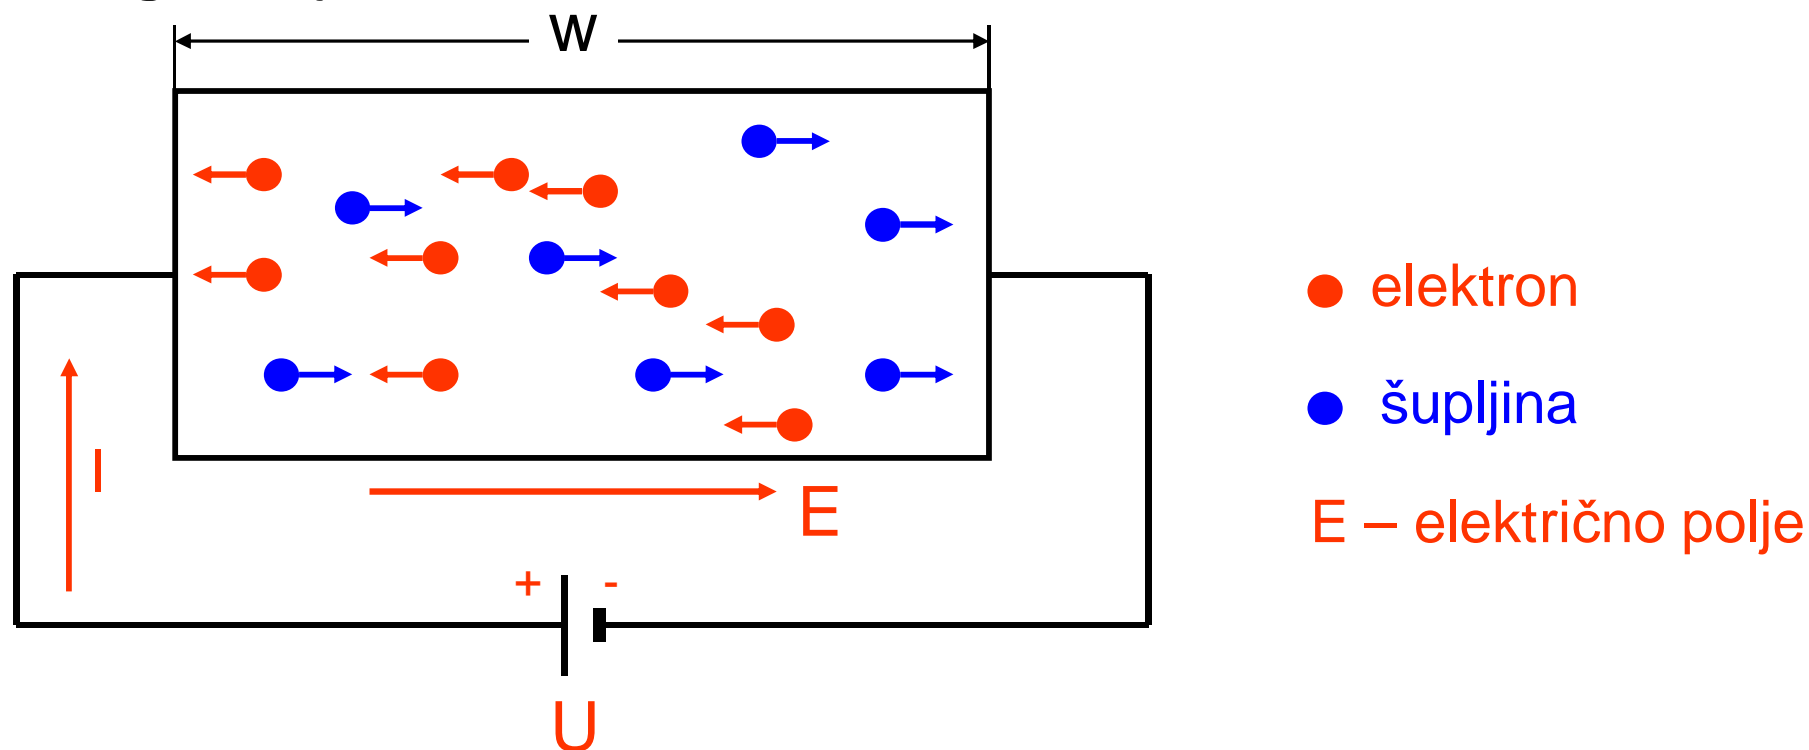 w
elektron
šupljina
I
E
E – električno polje
+ -
U